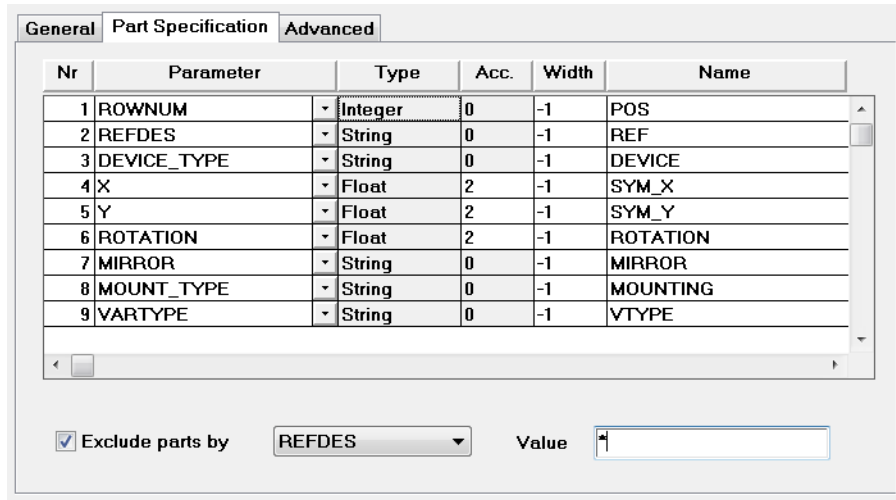 General Part Specification Advanced
Nr Parameter Type Acc. Width Name
1 ROWNUM Integer 0 -1 POS
2 REFDES String 0 -1 REF
3 DEVICE_TYPE String 0 -1 DEVICE
4 X Float 2 -1 SYM_X
5 Y Float 2 -1 SYM_Y
6 ROTATION Float 2 -1 ROTATION
7 MIRROR String 0 -1 MIRROR
8 MOUNT_TYPE String 0 -1 MOUNTING
9 VARTYPE String 0 -1 VTYPE
Exclude parts by REFDES Value *